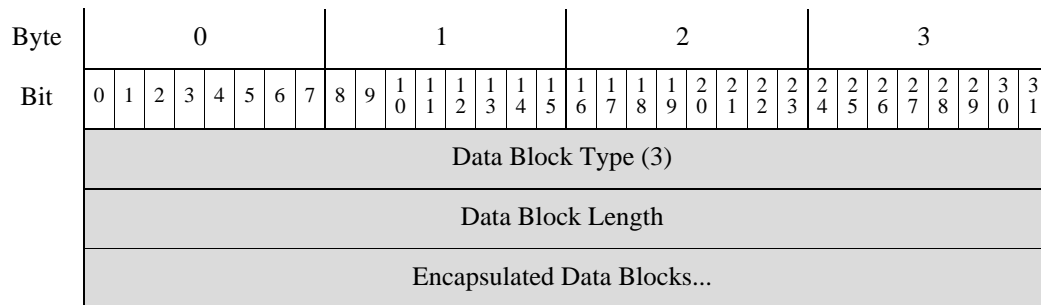 Byte 0 1 2 3
Bit 0 1 2 3 4 5 6 7 8 9 10 11 12 13 14 15 16 17 18 19 20 21 22 23 24 25 26 27 28 29 30 31
Data Block Type (3)
Data Block Length
Encapsulated Data Blocks...